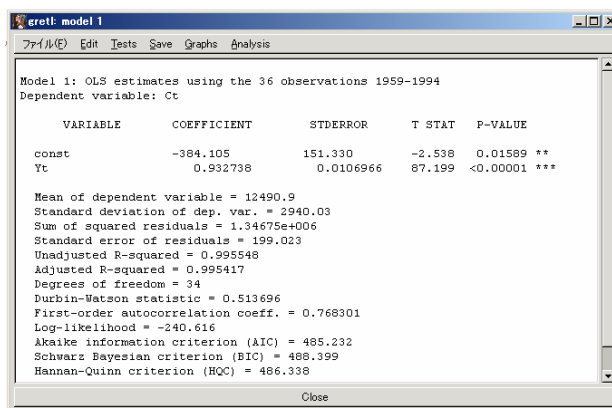 gretl: model 1
ファイル(F) Edit Tests Save Graphs Analysis
Model 1: OLS estimates using the 36 observations 1959-1994
Dependent variable: Ct
VARIABLE COEFFICIENT STDERROR T STAT P-VALUE
const -384.105 151.330 -2.538 0.01589 **
Yt 0.932738 0.0106966 87.199 <0.00001 ***
Mean of dependent variable = 12490.9
Standard deviation of dep. var. = 2940.03
Sum of squared residuals = 1.34675e+006
Standard error of residuals = 199.023
Unadjusted R-squared = 0.995548
Adjusted R-squared = 0.995417
Degrees of freedom = 34
Durbin-Watson statistic = 0.513696
First-order autocorrelation coeff. = 0.768301
Log-likelihood = -240.616
Akaike information criterion (AIC) = 485.232
Schwarz Bayesian criterion (BIC) = 488.399
Hannan-Quinn criterion (HQC) = 486.338
Close